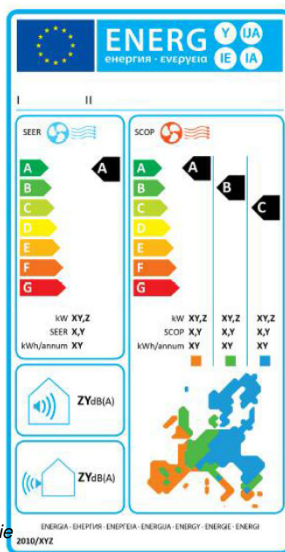 ENERG Y IJA
енергия · ενεργεια IE IA
I II
SEER
A A
B
C
D
E
F
G
kW XY,Z
SEER X,Y
kWh/annum XY
SCOP
A A
B B
C C
D
E
F
G
kW XY,Z XY,Z XY,Z
SCOP X,Y X,Y X,Y
kWh/annum XY XY XY
ZYdB(A)
ZYdB(A)
ENERGIA · ЕНЕРГИЯ · ΕΝΕΡΓΕΙΑ · ENERGIJA · ENERGY · ENERGIE · ENERGI
ie
2010/XYZ